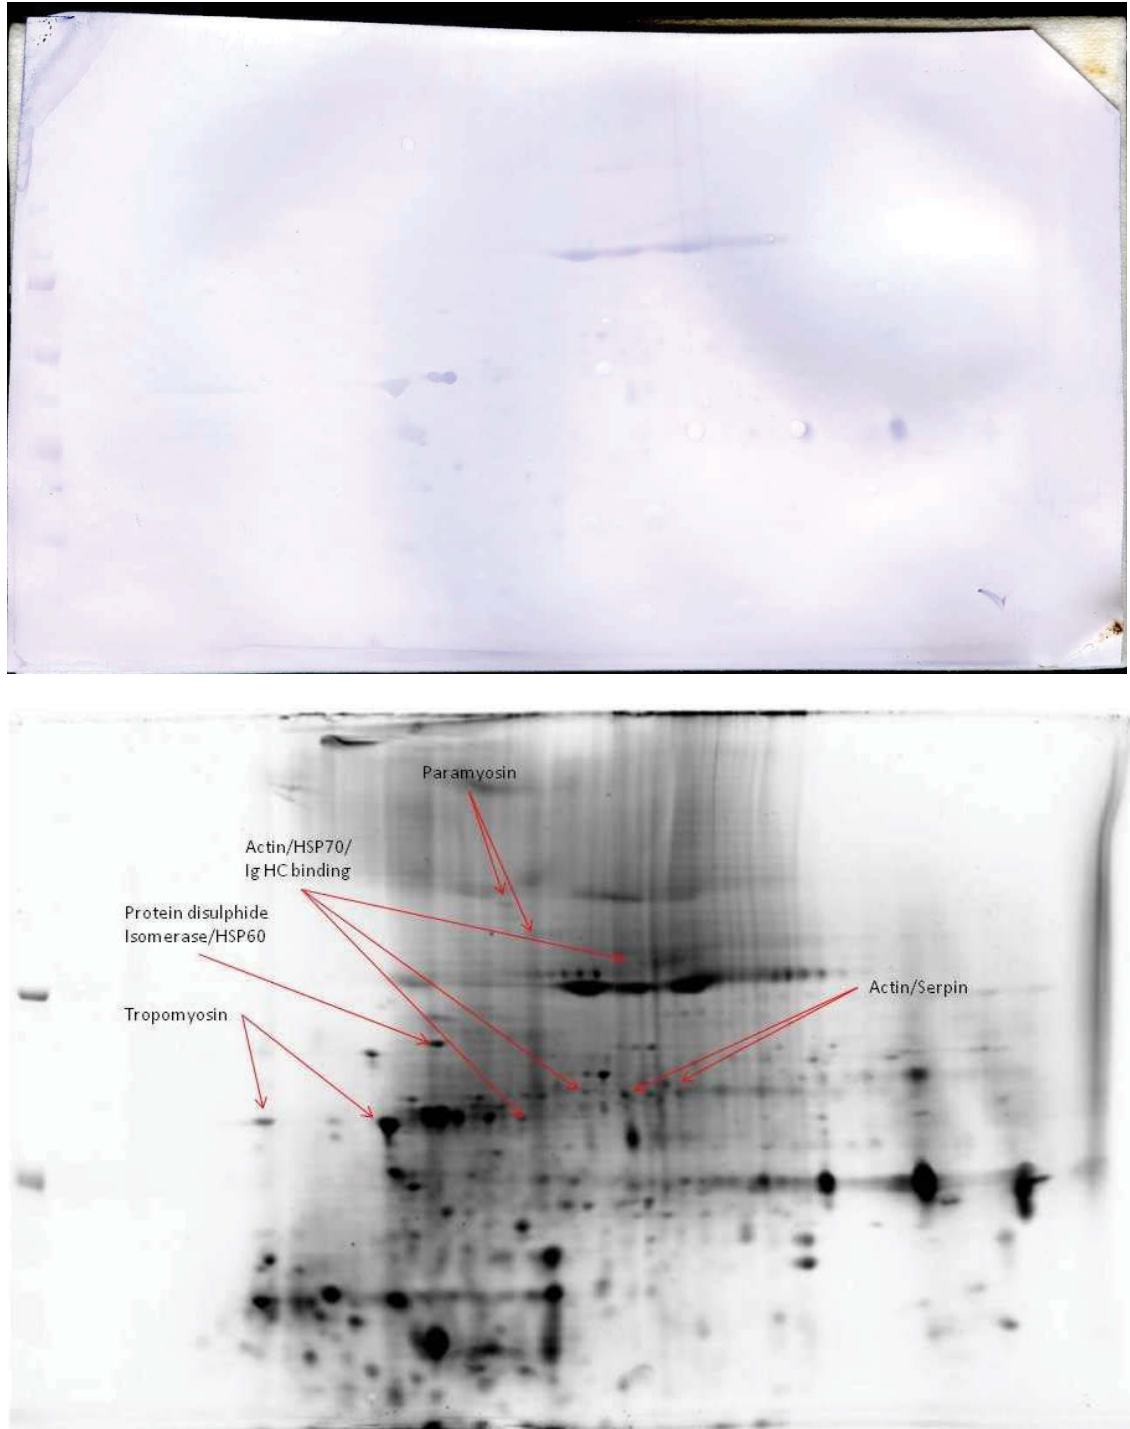 Paramyosin
Actin/HSP70/
Ig HC binding
Protein disulphide
Isomerase/HSP60
Actin/Serpin
Tropomyosin